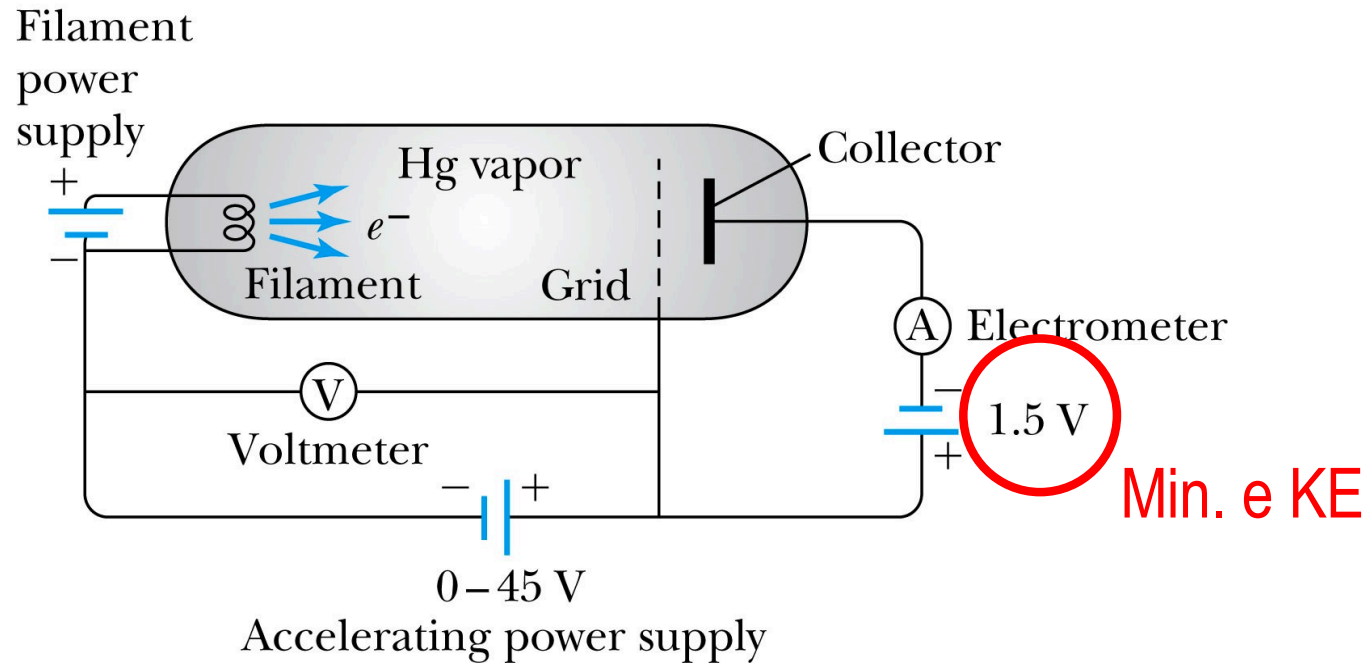 Filament
power
supply
+
−
Hg vapor
e−
Filament
Grid
Collector
A
Electrometer
−
1.5 V
+
Min. e KE
V
Voltmeter
− +
0–45 V
Accelerating power supply